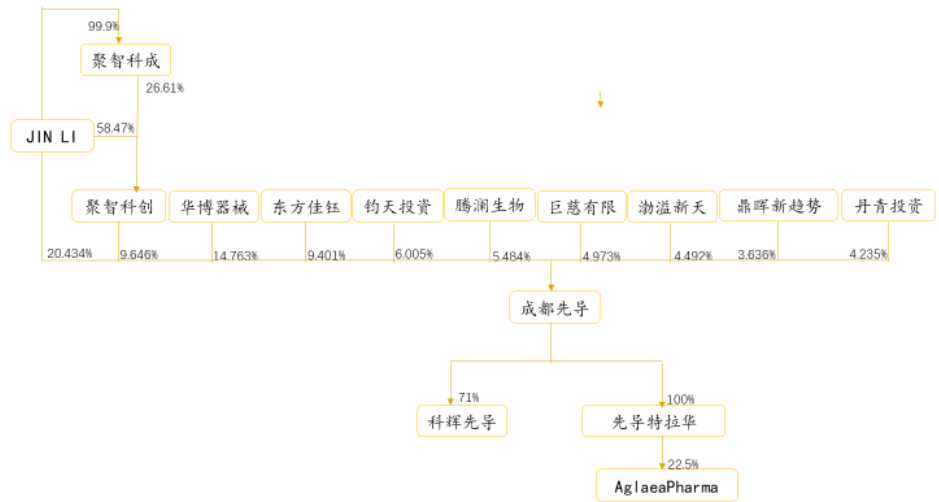 99.9%
聚智科成
26.61%
JIN LI
58.47%
聚智科创
华博器械
东方佳钰
钧天投资
腾澜生物
巨慈有限
渤溢新天
鼎晖新趋势
丹青投资
20.434%
9.646%
14.763%
9.401%
6.005%
5.484%
4.973%
4.492%
3.636%
4.235%
成都先导
71%
100%
科辉先导
先导特拉华
22.5%
AglaeaPharma